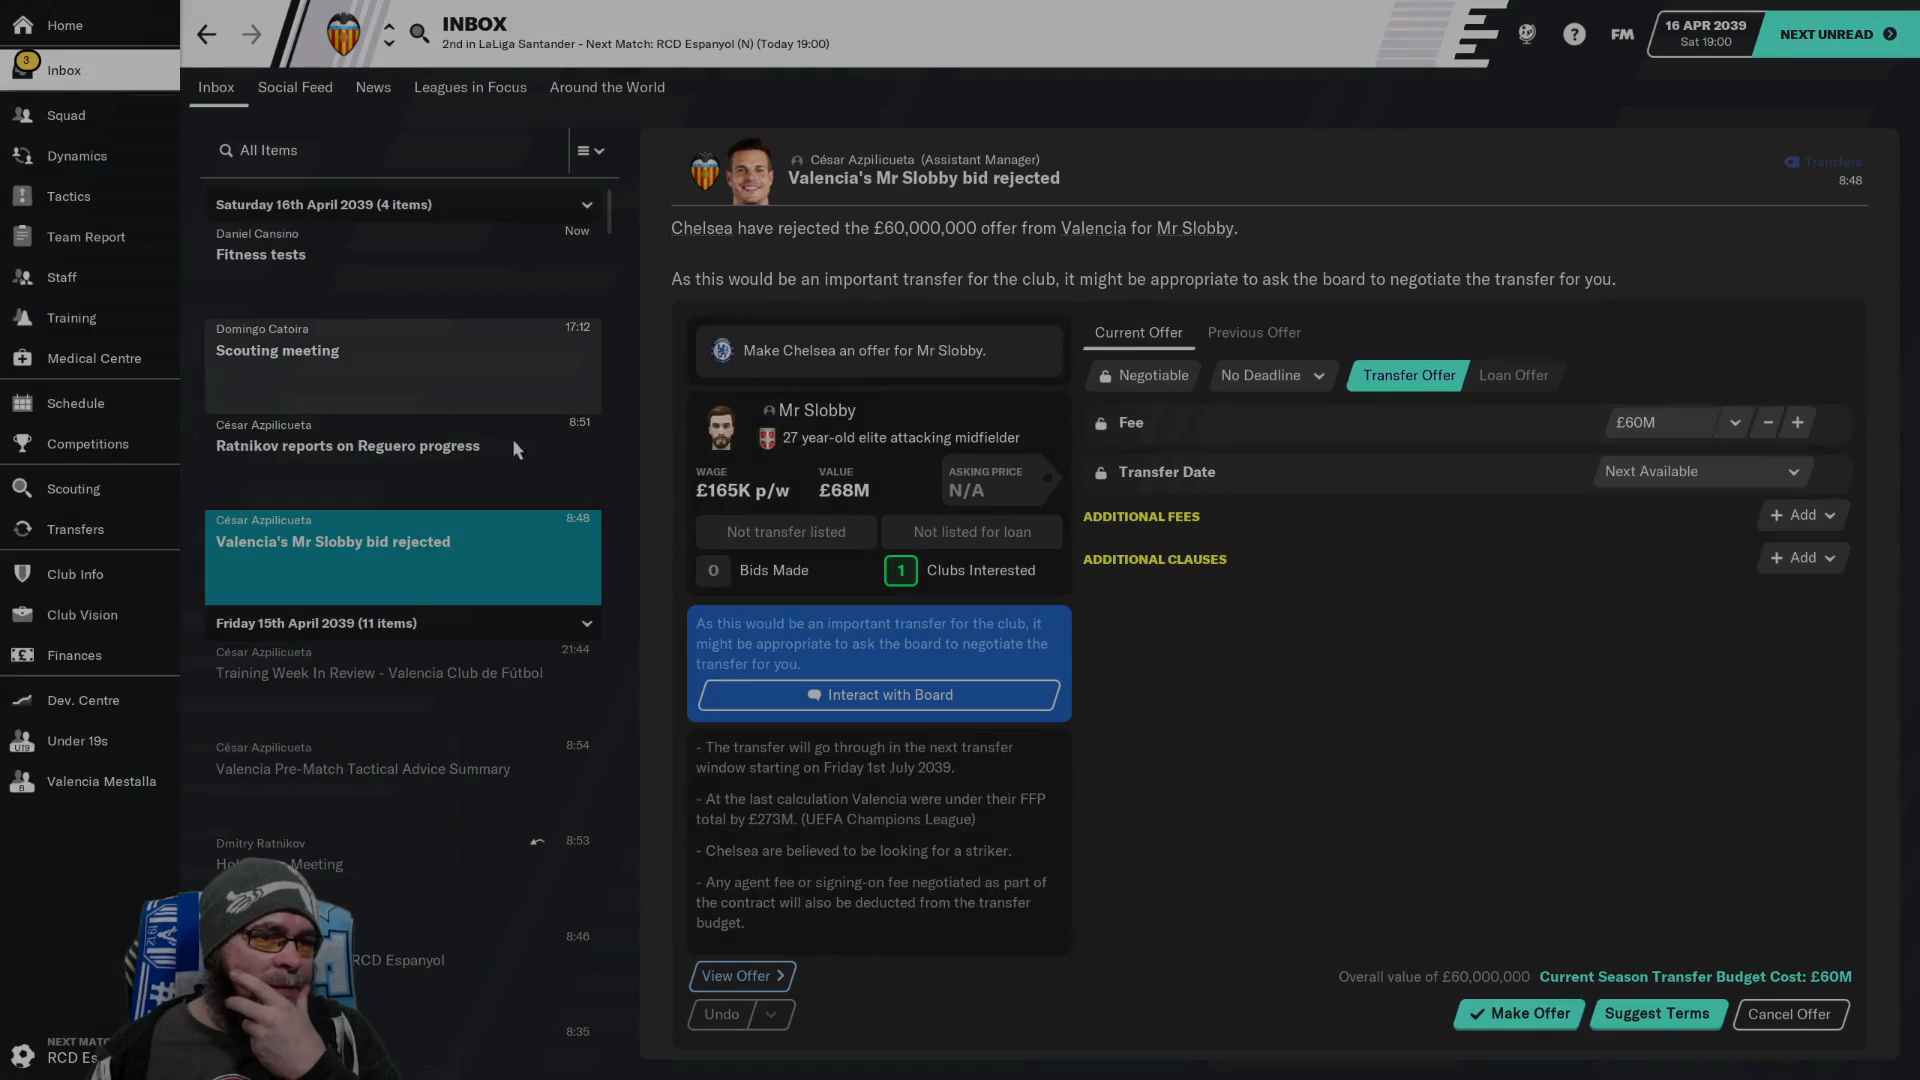 Home
3
Inbox
Squad
Dynamics
Tactics
Team Report
Staff
Training
Medical Centre
Schedule
Competitions
Scouting
Transfers
Club Info
Club Vision
Finances
Dev. Centre
U19
Under 19s
B
Valencia Mestalla
NEXT MATC
RCD Es
INBOX
2nd in LaLiga Santander - Next Match: RCD Espanyol (N) (Today 19:00)
?
FM
16 APR 2039
Sat 19:00
NEXT UNREAD
Inbox
Social Feed
News
Leagues in Focus
Around the World
All Items
Saturday 16th April 2039 (4 items)
Daniel Cansino
Now
Fitness tests
Domingo Catoira
17:12
Scouting meeting
César Azpilicueta
8:51
Ratnikov reports on Reguero progress
César Azpilicueta
8:48
Valencia's Mr Slobby bid rejected
Friday 15th April 2039 (11 items)
César Azpilicueta
21:44
Training Week In Review - Valencia Club de Fútbol
César Azpilicueta
8:54
Valencia Pre-Match Tactical Advice Summary
Dmitry Ratnikov
8:53
Meeting
8:46
RCD Espanyol
8:35
César Azpilicueta (Assistant Manager)
Valencia's Mr Slobby bid rejected
Transfers
8:48
Chelsea have rejected the £60,000,000 offer from Valencia for Mr Slobby.
As this would be an important transfer for the club, it might be appropriate to ask the board to negotiate the transfer for you.
Make Chelsea an offer for Mr Slobby.
Mr Slobby
27 year-old elite attacking midfielder
WAGE
£165K p/w
VALUE
£68M
ASKING PRICE
N/A
Not transfer listed
Not listed for loan
0 Bids Made
1 Clubs Interested
As this would be an important transfer for the club, it
might be appropriate to ask the board to negotiate the
transfer for you.
Interact with Board
- The transfer will go through in the next transfer
window starting on Friday 1st July 2039.
- At the last calculation Valencia were under their FFP
total by £273M. (UEFA Champions League)
- Chelsea are believed to be looking for a striker.
- Any agent fee or signing-on fee negotiated as part of
the contract will also be deducted from the transfer
budget.
View Offer
Undo
Current Offer
Previous Offer
Negotiable
No Deadline
Transfer Offer
Loan Offer
Fee
£60M
Transfer Date
Next Available
ADDITIONAL FEES
+ Add
ADDITIONAL CLAUSES
+ Add
Overall value of £60,000,000 Current Season Transfer Budget Cost: £60M
Make Offer
Suggest Terms
Cancel Offer